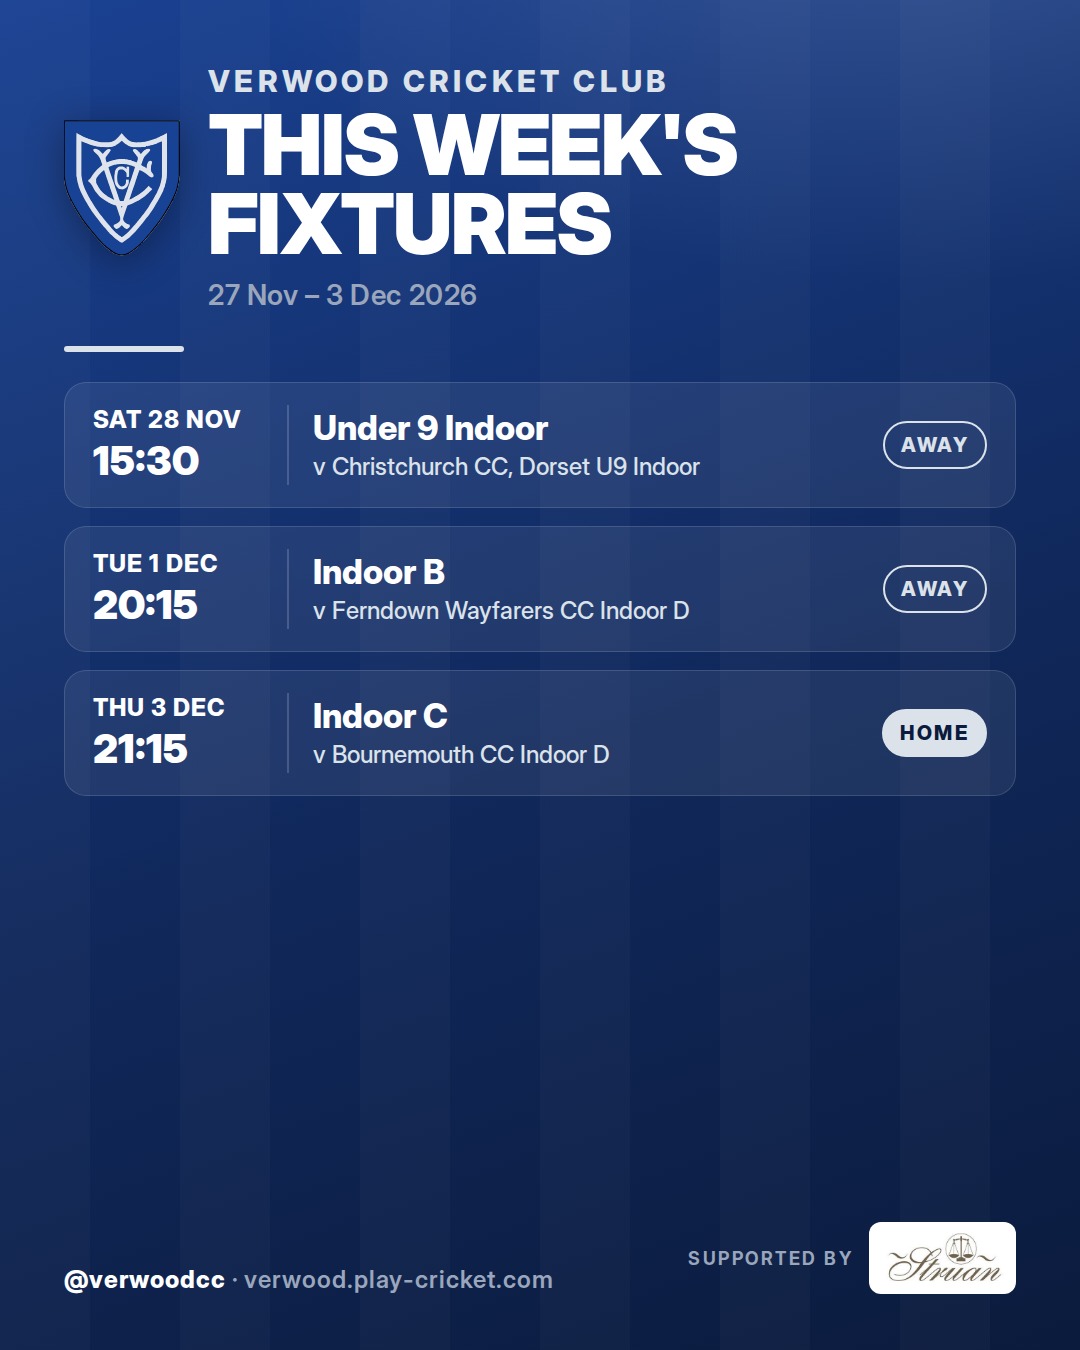 VERWOOD CRICKET CLUB
THIS WEEK'S
FIXTURES
27 Nov – 3 Dec 2026
VCC
SAT 28 NOV
15:30
Under 9 Indoor
v Christchurch CC, Dorset U9 Indoor
AWAY
TUE 1 DEC
20:15
Indoor B
v Ferndown Wayfarers CC Indoor D
AWAY
THU 3 DEC
21:15
Indoor C
v Bournemouth CC Indoor D
HOME
@verwoodcc · verwood.play-cricket.com
SUPPORTED BY
Struan